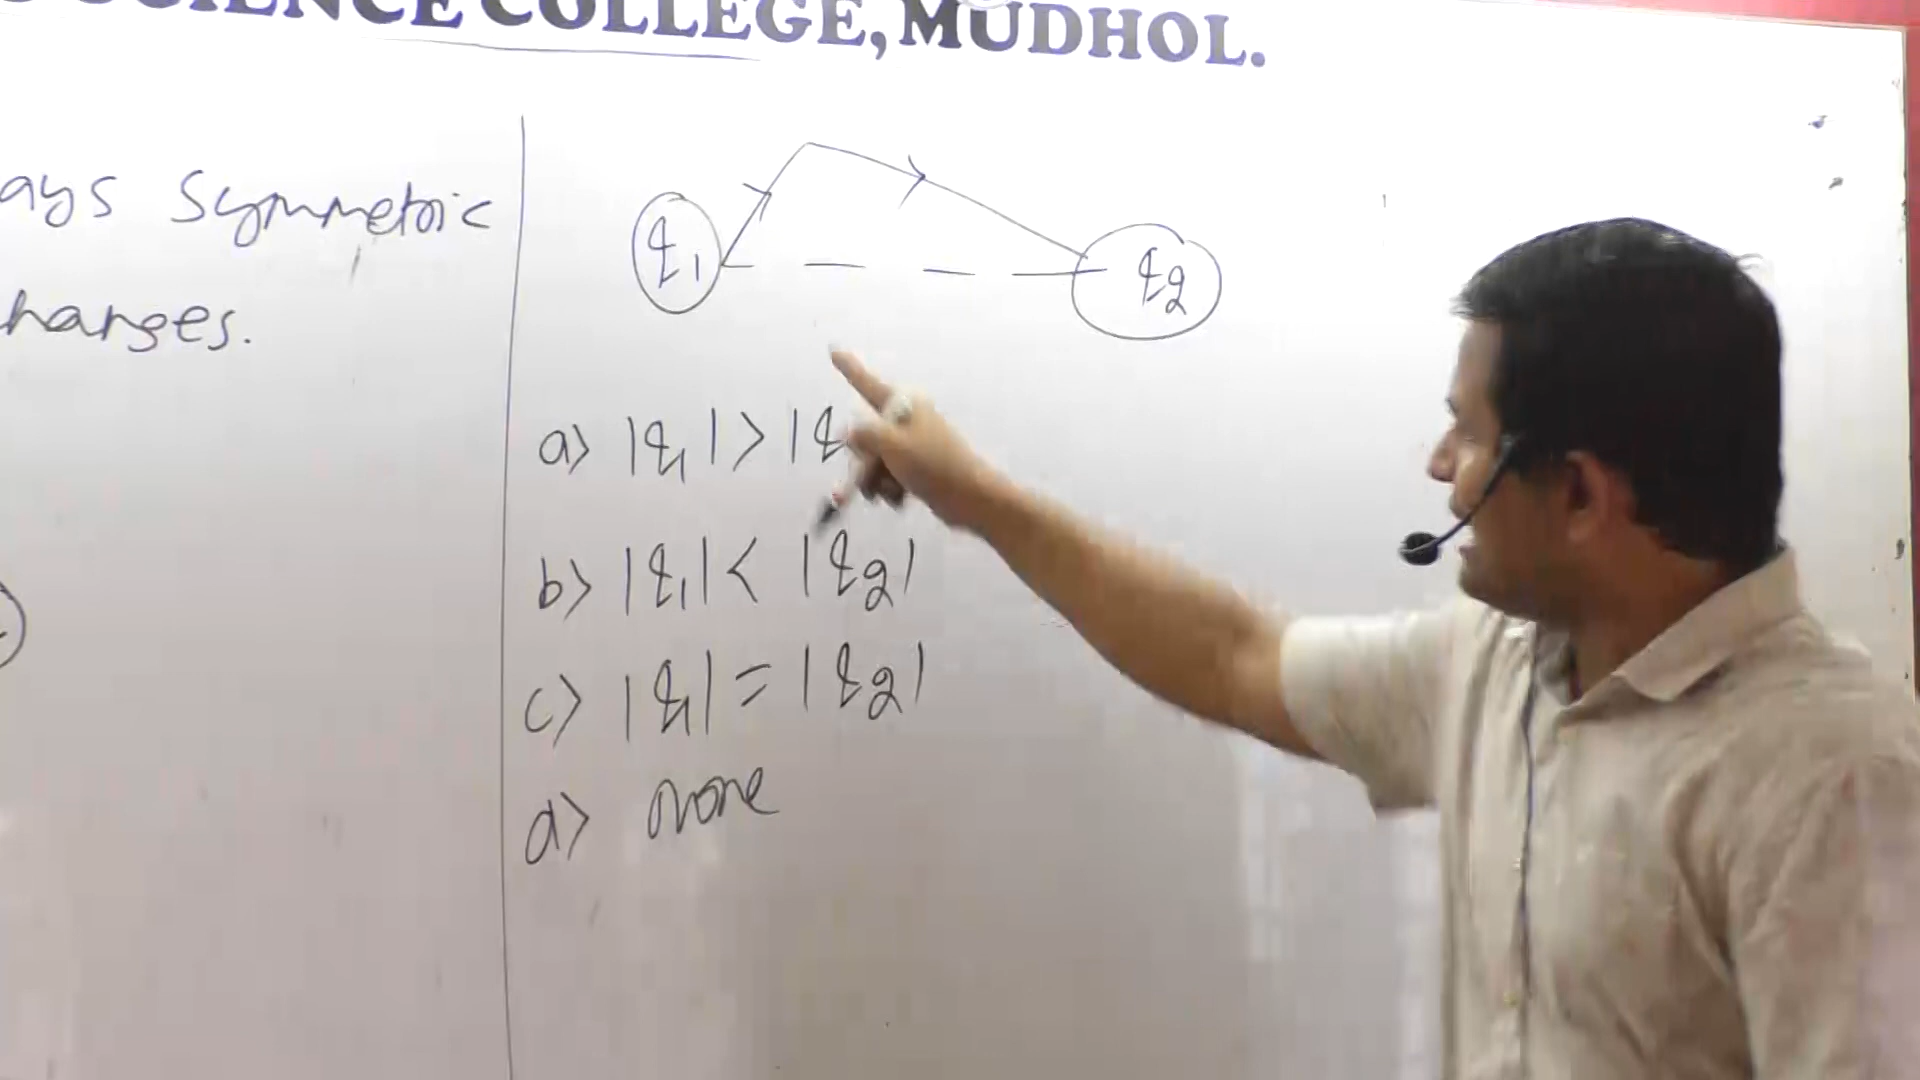 SCIENCE COLLEGE, MUDHOL.
ays Symmetric
harges.
q₁
q₂
a) |q₁| > |q
b) |q₁| < |q₂|
c) |q₁| = |q₂|
d) none